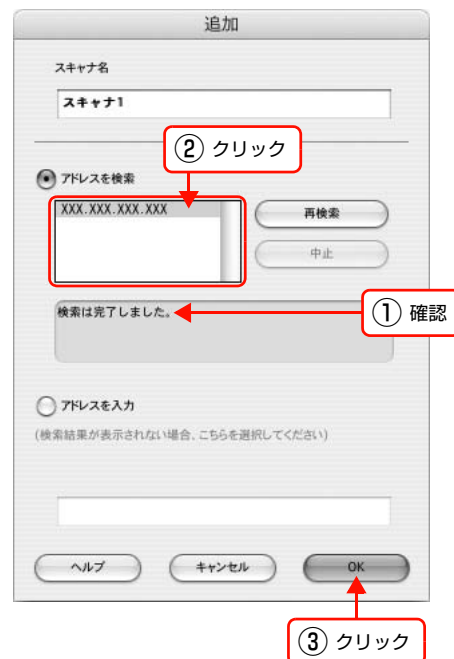 追加
スキャナ名
スキャナ1
② クリック
アドレスを検索
XXX.XXX.XXX.XXX
再検索
中止
検索は完了しました。
① 確認
アドレスを入力
(検索結果が表示されない場合、こちらを選択してください)
ヘルプ
キャンセル
OK
③ クリック